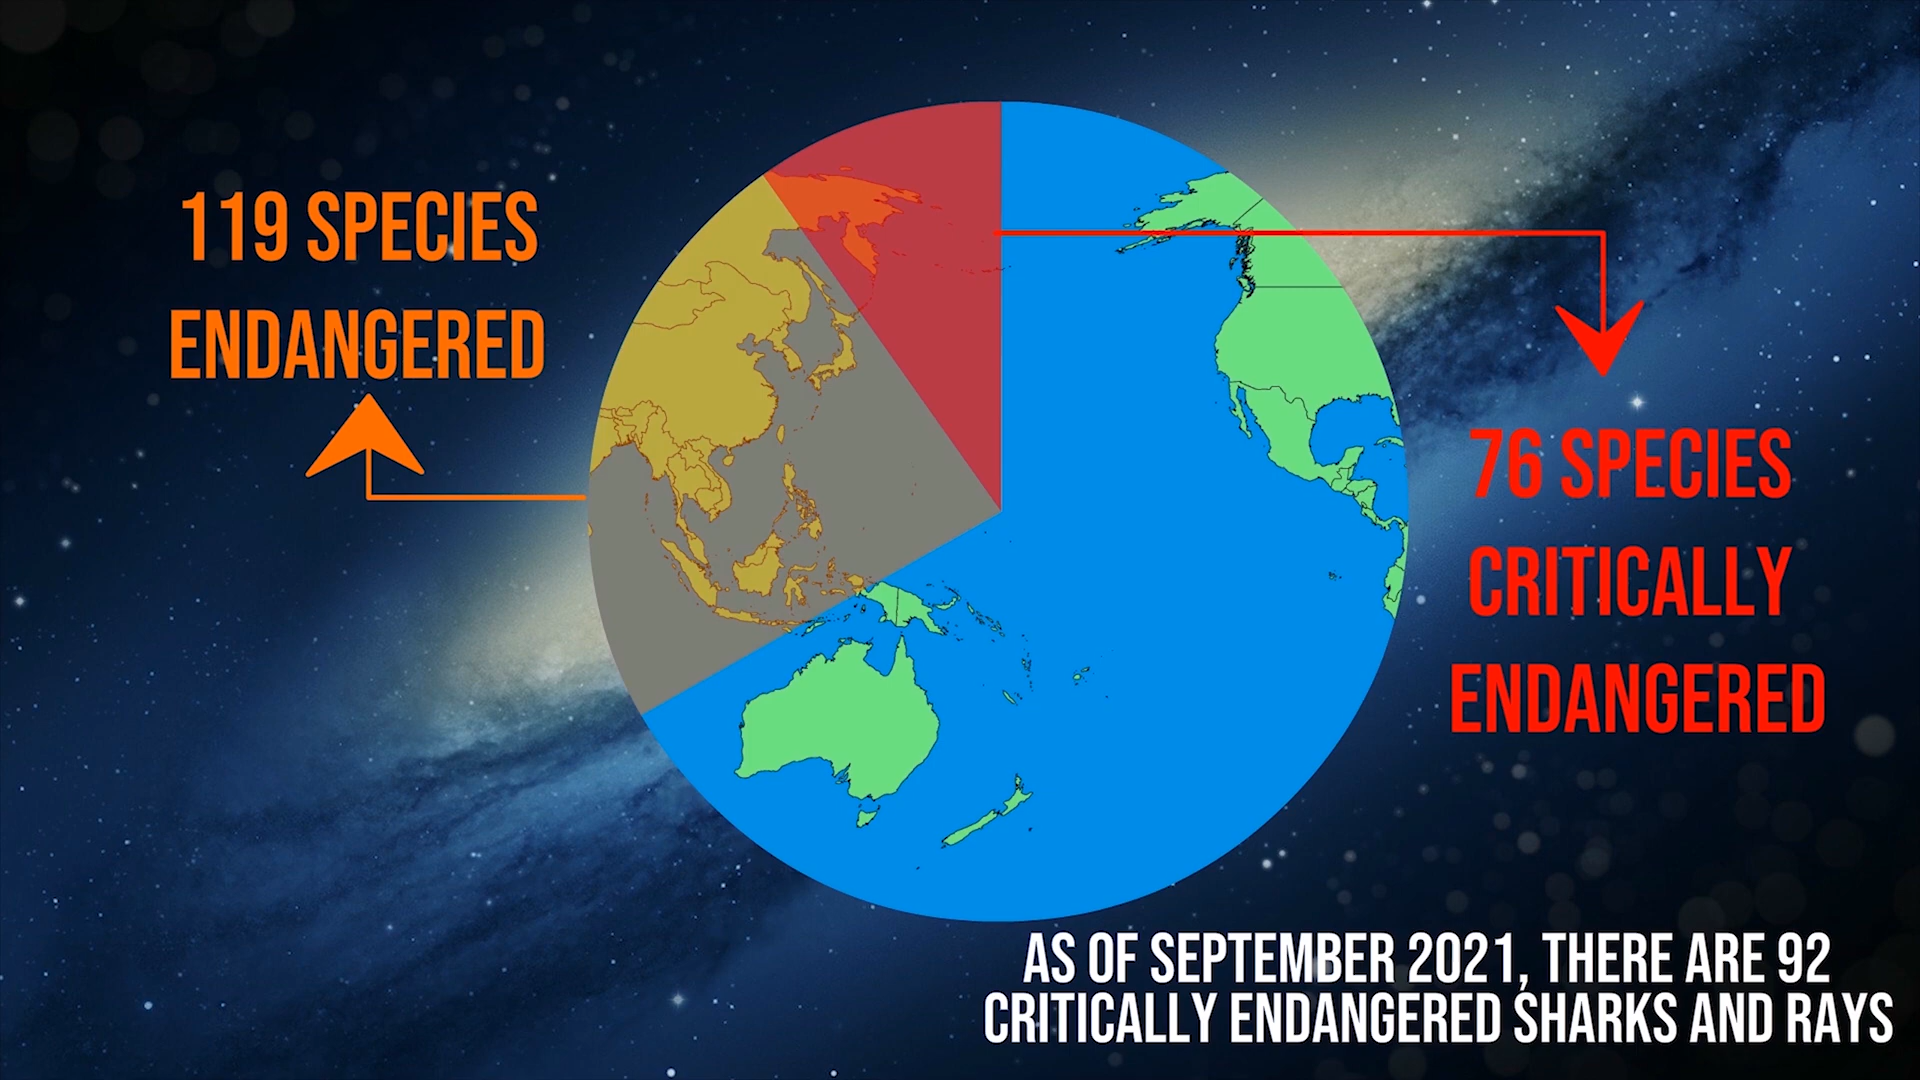 119 SPECIES
ENDANGERED
76 SPECIES
CRITICALLY
ENDANGERED
AS OF SEPTEMBER 2021, THERE ARE 92
CRITICALLY ENDANGERED SHARKS AND RAYS